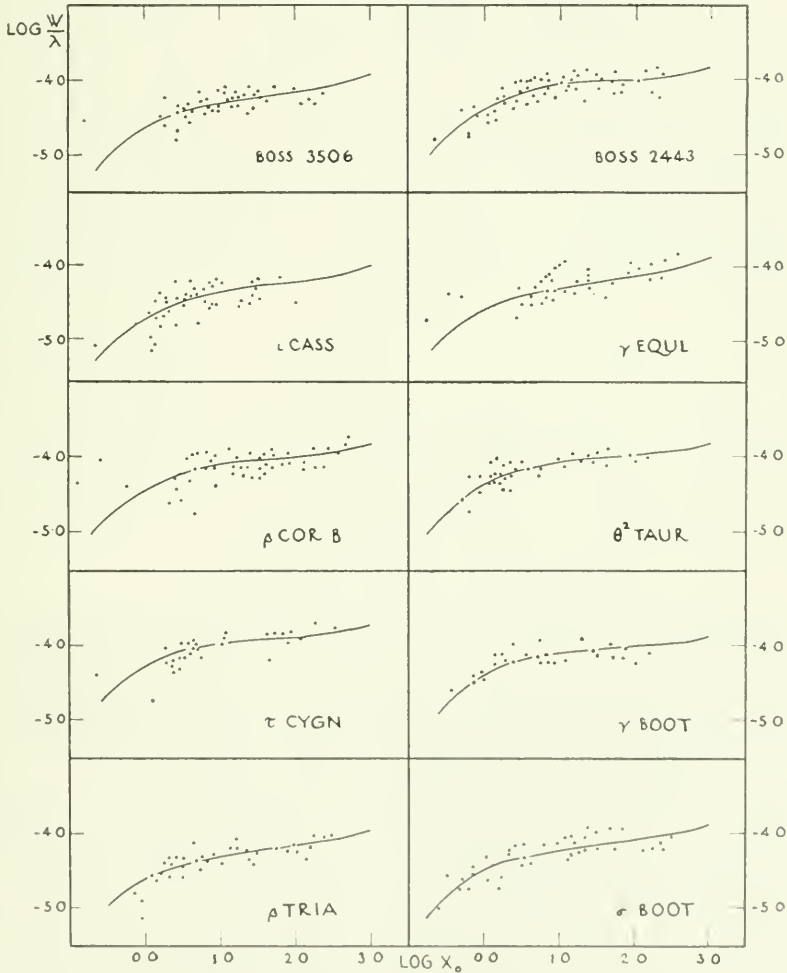 LOG W/λ
-4.0
-5.0
BOSS 3506
BOSS 2443
-4.0
-5.0
-4.0
-5.0
ι CASS
γ EQUL
-4.0
-5.0
-4.0
-5.0
β COR B
θ² TAUR
-4.0
-5.0
-4.0
-5.0
τ CYGN
γ BOOT
-4.0
-5.0
-4.0
-5.0
β TRIA
σ BOOT
-4.0
-5.0
0.0 1.0 2.0 3.0 LOG X₀ 0.0 1.0 2.0 3.0